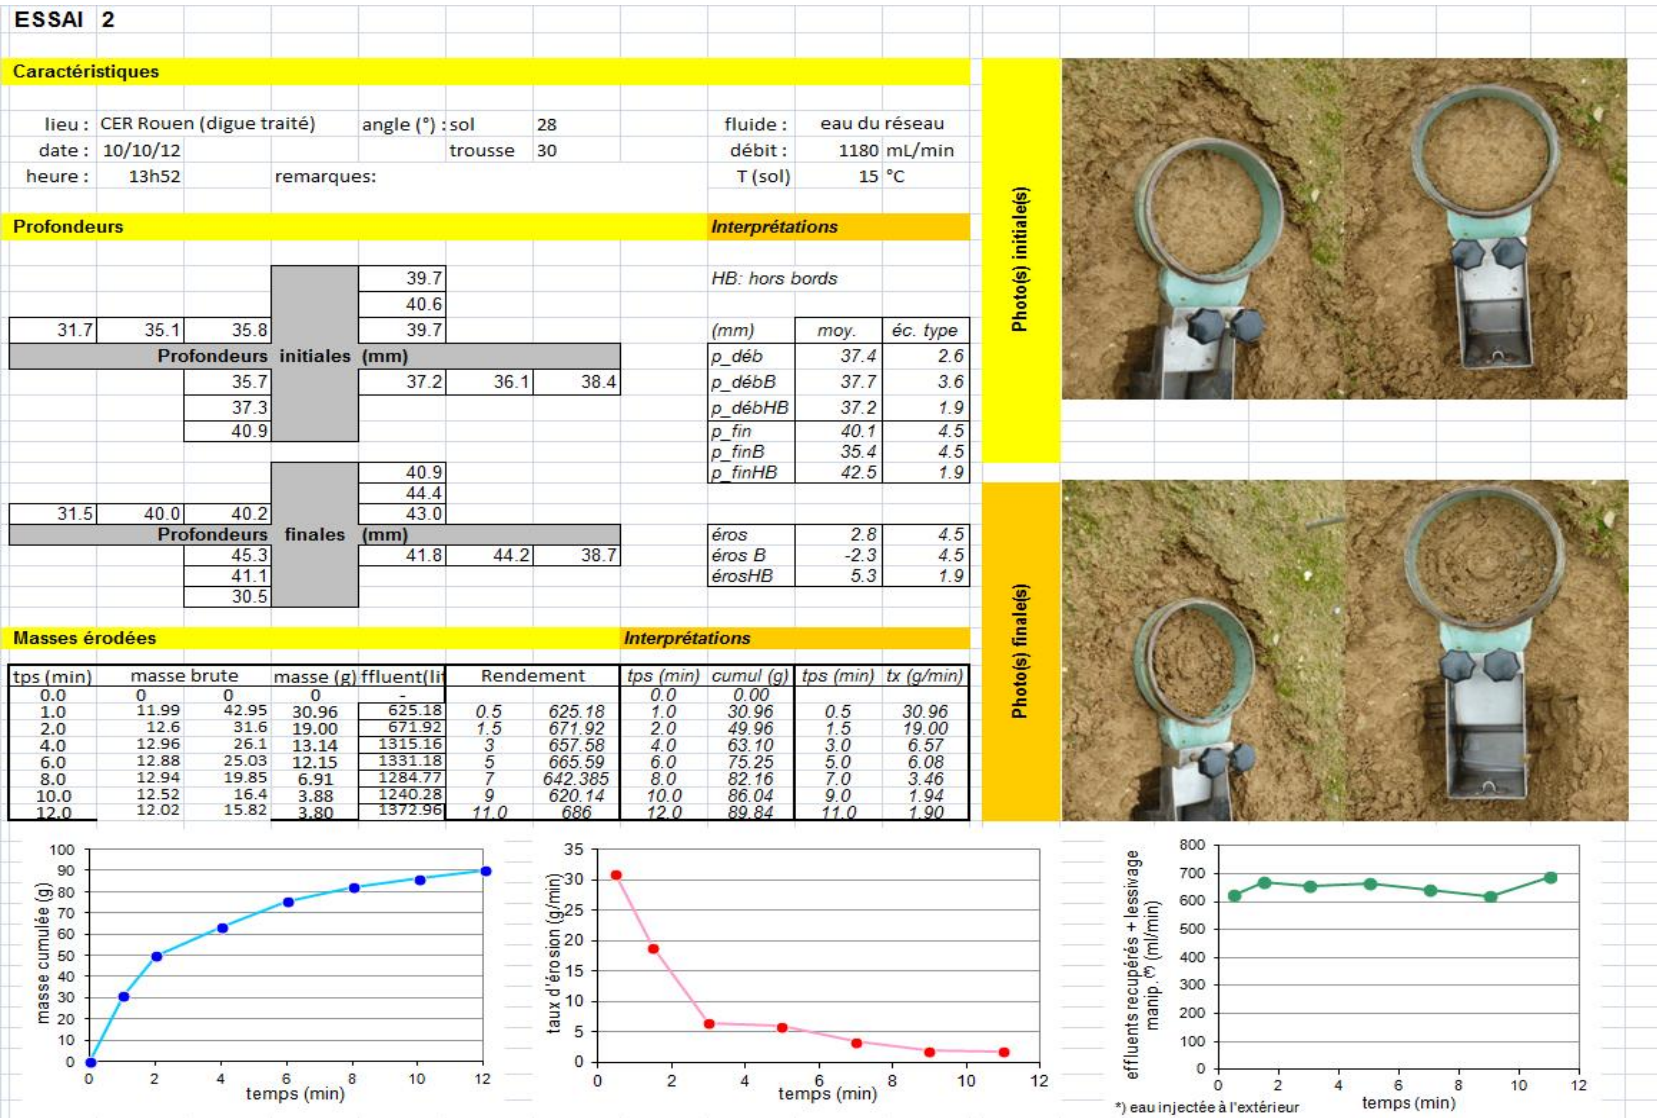 ESSAI 2
Caractéristiques
lieu : CER Rouen (digue traité) angle (°) : sol 28 fluide : eau du réseau
date : 10/10/12 trousse 30 débit : 1180 mL/min
heure : 13h52 remarques: T (sol) 15 °C
Profondeurs Interprétations
39.7 HB: hors bords
40.6
31.7 35.1 35.8 39.7 (mm) moy. éc. type
Profondeurs initiales (mm) p_déb 37.4 2.6
35.7 37.2 36.1 38.4 p_débB 37.7 3.6
37.3 p_débHB 37.2 1.9
40.9 p_fin 40.1 4.5
p_finB 35.4 4.5
40.9 p_finHB 42.5 1.9
44.4
31.5 40.0 40.2 43.0
Profondeurs finales (mm) éros 2.8 4.5
45.3 41.8 44.2 38.7 éros B -2.3 4.5
41.1 érosHB 5.3 1.9
30.5
Photo(s) initiale(s)
Photo(s) finale(s)
Masses érodées Interprétations
tps (min) masse brute masse (g) ffluent(lit Rendement tps (min) cumul (g) tps (min) tx (g/min)
0.0 0 0 0 - 0.0 0.00
1.0 11.99 42.95 30.96 625.18 0.5 625.18 1.0 30.96 0.5 30.96
2.0 12.6 31.6 19.00 671.92 1.5 671.92 2.0 49.96 1.5 19.00
4.0 12.96 26.1 13.14 1315.16 3 657.58 4.0 63.10 3.0 6.57
6.0 12.88 25.03 12.15 1331.18 5 665.59 6.0 75.25 5.0 6.08
8.0 12.94 19.85 6.91 1284.77 7 642.385 8.0 82.16 7.0 3.46
10.0 12.52 16.4 3.88 1240.28 9 620.14 10.0 86.04 9.0 1.94
12.0 12.02 15.82 3.80 1372.96 11.0 686 12.0 89.84 11.0 1.90
masse cumulée (g)
100
90
80
70
60
50
40
30
20
10
0
0 2 4 6 8 10 12
temps (min)
taux d'érosion (g/min)
35
30
25
20
15
10
5
0
0 2 4 6 8 10 12
temps (min)
effluents recupérés + lessivage
manip.(*) (ml/min)
800
700
600
500
400
300
200
100
0
0 2 4 6 8 10 12
temps (min)
*) eau injectée à l'extérieur